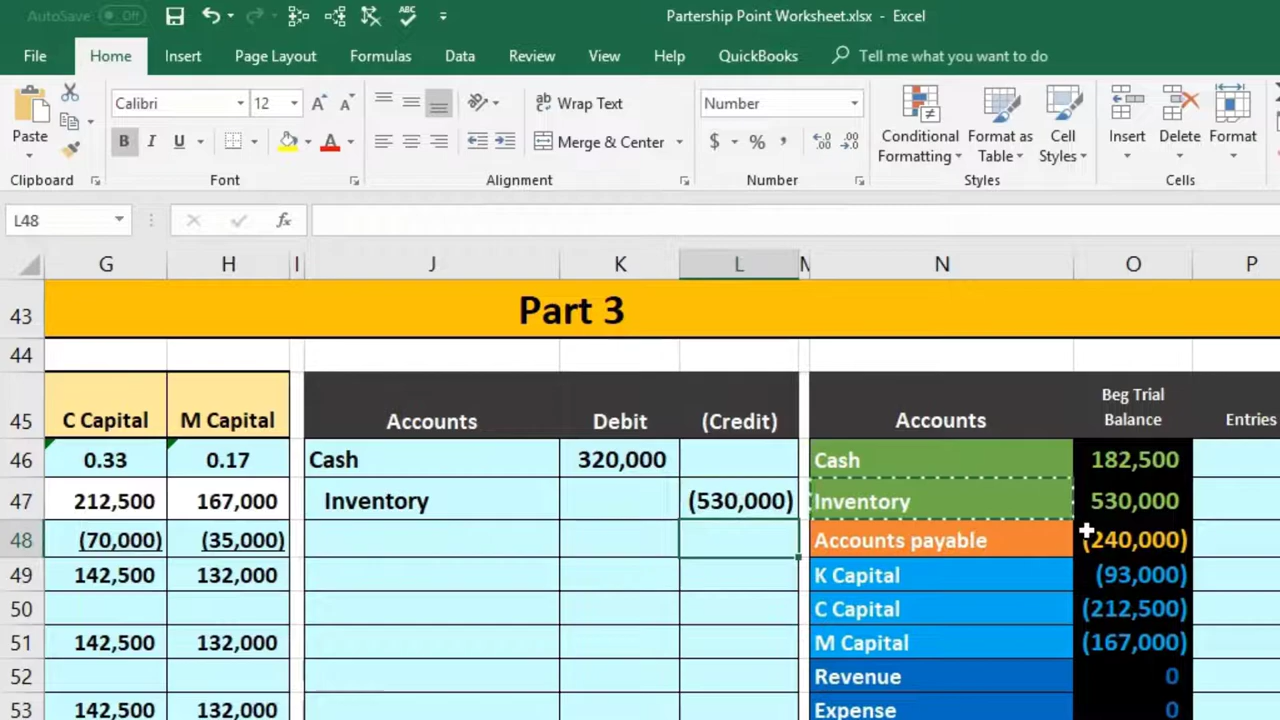 AutoSave Off
Partership Point Worksheet.xlsx - Excel
File Home Insert Page Layout Formulas Data Review View Help QuickBooks Tell me what you want to do
Paste
Calibri 12
B I U
Wrap Text
Merge & Center
Number
$ % ,
Conditional Formatting
Format as Table
Cell Styles
Insert Delete Format
Clipboard Font Alignment Number Styles Cells
L48 fx
G H I J K L M N O P
43 Part 3
44
Beg Trial
45 C Capital M Capital Accounts Debit (Credit) Accounts Balance Entries
46 0.33 0.17 Cash 320,000 Cash 182,500
47 212,500 167,000 Inventory (530,000) Inventory 530,000
48 (70,000) (35,000) Accounts payable (240,000)
49 142,500 132,000 K Capital (93,000)
50 C Capital (212,500)
51 142,500 132,000 M Capital (167,000)
52 Revenue 0
53 142,500 132,000 Expense 0